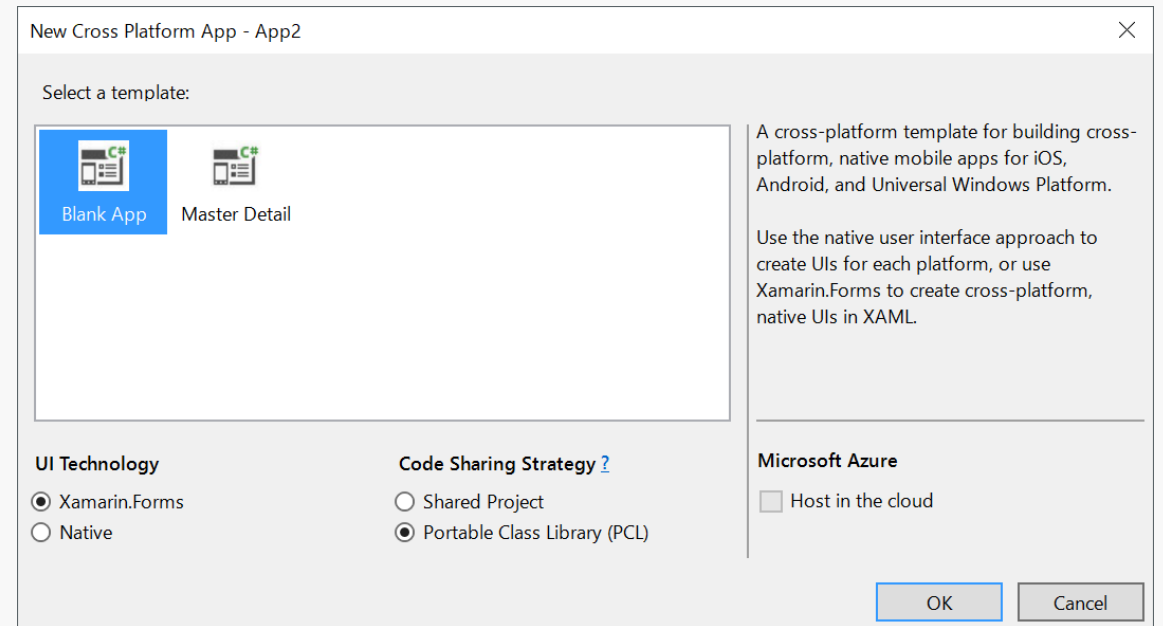 New Cross Platform App - App2
Select a template:
C#
Blank App
C#
Master Detail
A cross-platform template for building cross-
platform, native mobile apps for iOS,
Android, and Universal Windows Platform.
Use the native user interface approach to
create UIs for each platform, or use
Xamarin.Forms to create cross-platform,
native UIs in XAML.
UI Technology
Xamarin.Forms
Native
Code Sharing Strategy ?
Shared Project
Portable Class Library (PCL)
Microsoft Azure
Host in the cloud
OK
Cancel